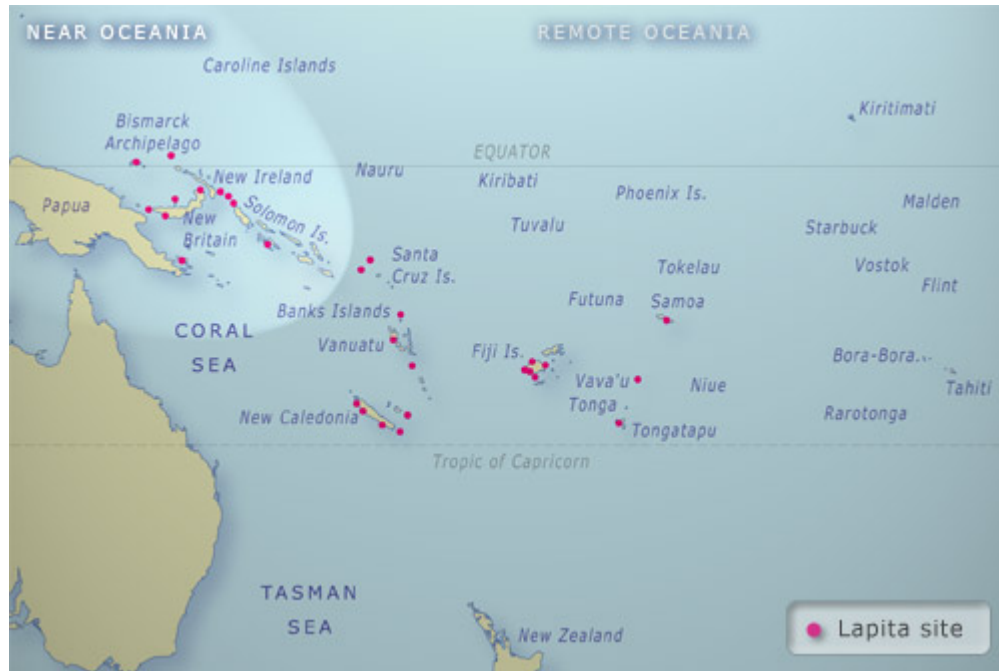 NEAR OCEANIA
REMOTE OCEANIA
Caroline Islands
Kiritimati
Bismarck
Archipelago
EQUATOR
Nauru
New Ireland
Kiribati
Phoenix Is.
Malden
Papua
Solomon Is.
New
Britain
Tuvalu
Starbuck
Santa
Cruz Is.
Tokelau
Vostok
Flint
Banks Islands
Futuna
Samoa
CORAL
SEA
Vanuatu
Fiji Is.
Bora-Bora.
Vava'u
Niue
Tahiti
Tonga
New Caledonia
Rarotonga
Tongatapu
Tropic of Capricorn
TASMAN
SEA
New Zealand
Lapita site